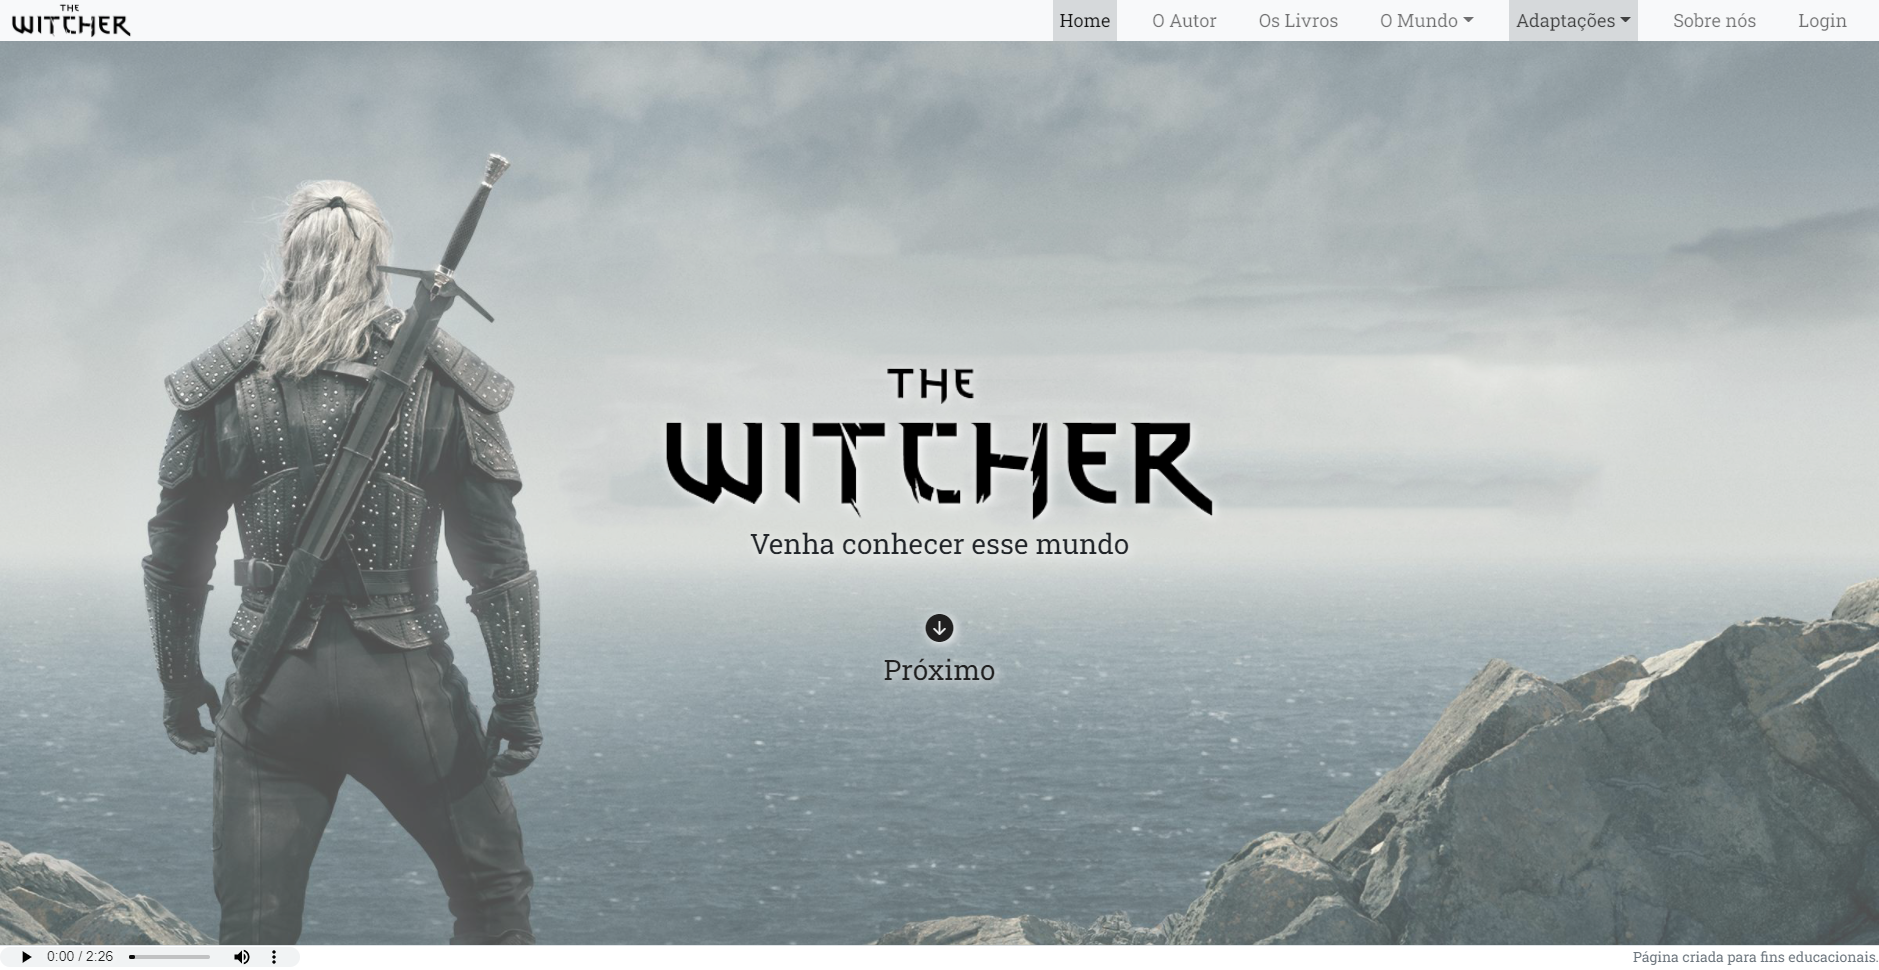 THE
WITCHER
Home O Autor Os Livros O Mundo Adaptações Sobre nós Login
THE
WITCHER
Venha conhecer esse mundo
Próximo
0:00 / 2:26
Página criada para fins educacionais.